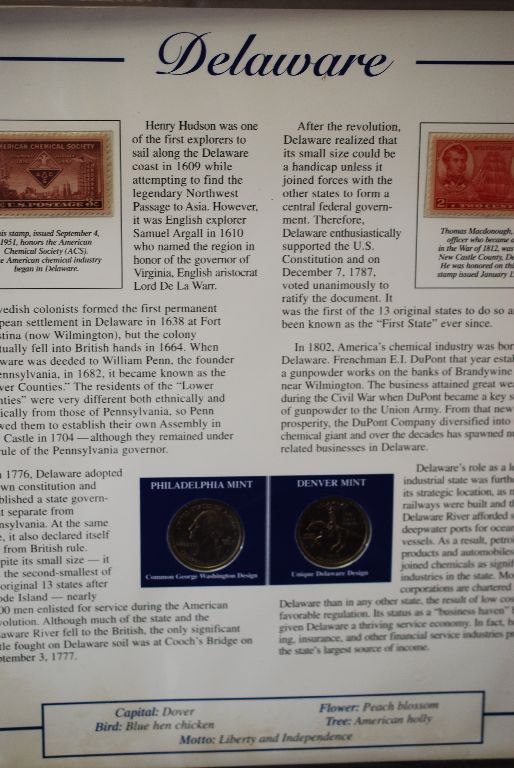 Delaware
AMERICAN CHEMICAL SOCIETY
U.S. POSTAGE
stamp, issued September 4,
1951, honors the American
Chemical Society (ACS).
American chemical industry
began in Delaware.
Henry Hudson was one
of the first explorers to
sail along the Delaware
coast in 1609 while
attempting to find the
legendary Northwest
Passage to Asia. However,
it was English explorer
Samuel Argall in 1610
who named the region in
honor of the governor of
Virginia, English aristocrat
Lord De La Warr.
wedish colonists formed the first permanent
pean settlement in Delaware in 1638 at Fort
stina (now Wilmington), but the colony
tually fell into British hands in 1664. When
ware was deeded to William Penn, the founder
ennsylvania, in 1682, it became known as the
wer Counties." The residents of the "Lower
nties" were very different both ethnically and
ically from those of Pennsylvania, so Penn
wed them to establish their own Assembly in
Castle in 1704 — although they remained under
rule of the Pennsylvania governor.
1776, Delaware adopted
wn constitution and
blished a state govern-
t separate from
nsylvania. At the same
e, it also declared itself
from British rule.
pite its small size — it
the second-smallest of
original 13 states after
ode Island — nearly
00 men enlisted for service during the American
volution. Although much of the state and the
aware River fell to the British, the only significant
tle fought on Delaware soil was at Cooch's Bridge on
ptember 3, 1777.
After the revolution,
Delaware realized that
its small size could be
a handicap unless it
joined forces with the
other states to form a
central federal govern-
ment. Therefore,
Delaware enthusiastically
supported the U.S.
Constitution and on
December 7, 1787,
voted unanimously to
ratify the document. It
was the first of the 13 original states to do so a
been known as the "First State" ever since.
2
TWO CEN
Thomas Macdonough,
officer who became a
in the War of 1812, was
New Castle County, De
He was honored on this
stamp issued January 1
In 1802, America's chemical industry was bor
Delaware. Frenchman E.I. DuPont that year estab
a gunpowder works on the banks of Brandywine
near Wilmington. The business attained great wea
during the Civil War when DuPont became a key s
of gunpowder to the Union Army. From that new
prosperity, the DuPont Company diversified into
chemical giant and over the decades has spawned nu
related businesses in Delaware.
PHILADELPHIA MINT
Common George Washington Design
DENVER MINT
Unique Delaware Design
Delaware's role as a l
industrial state was furth
its strategic location, as n
railways were built and th
Delaware River afforded s
deepwater ports for ocean
vessels. As a result, petrol
products and automobiles
joined chemicals as signif
industries in the state. Mo
corporations are chartered
Delaware than in any other state, the result of low cos
favorable regulation. Its status as a "business haven" h
given Delaware a thriving service economy. In fact, b
ing, insurance, and other financial service industries p
the state's largest source of income.
Capital: Dover
Flower: Peach blossom
Bird: Blue hen chicken
Tree: American holly
Motto: Liberty and Independence